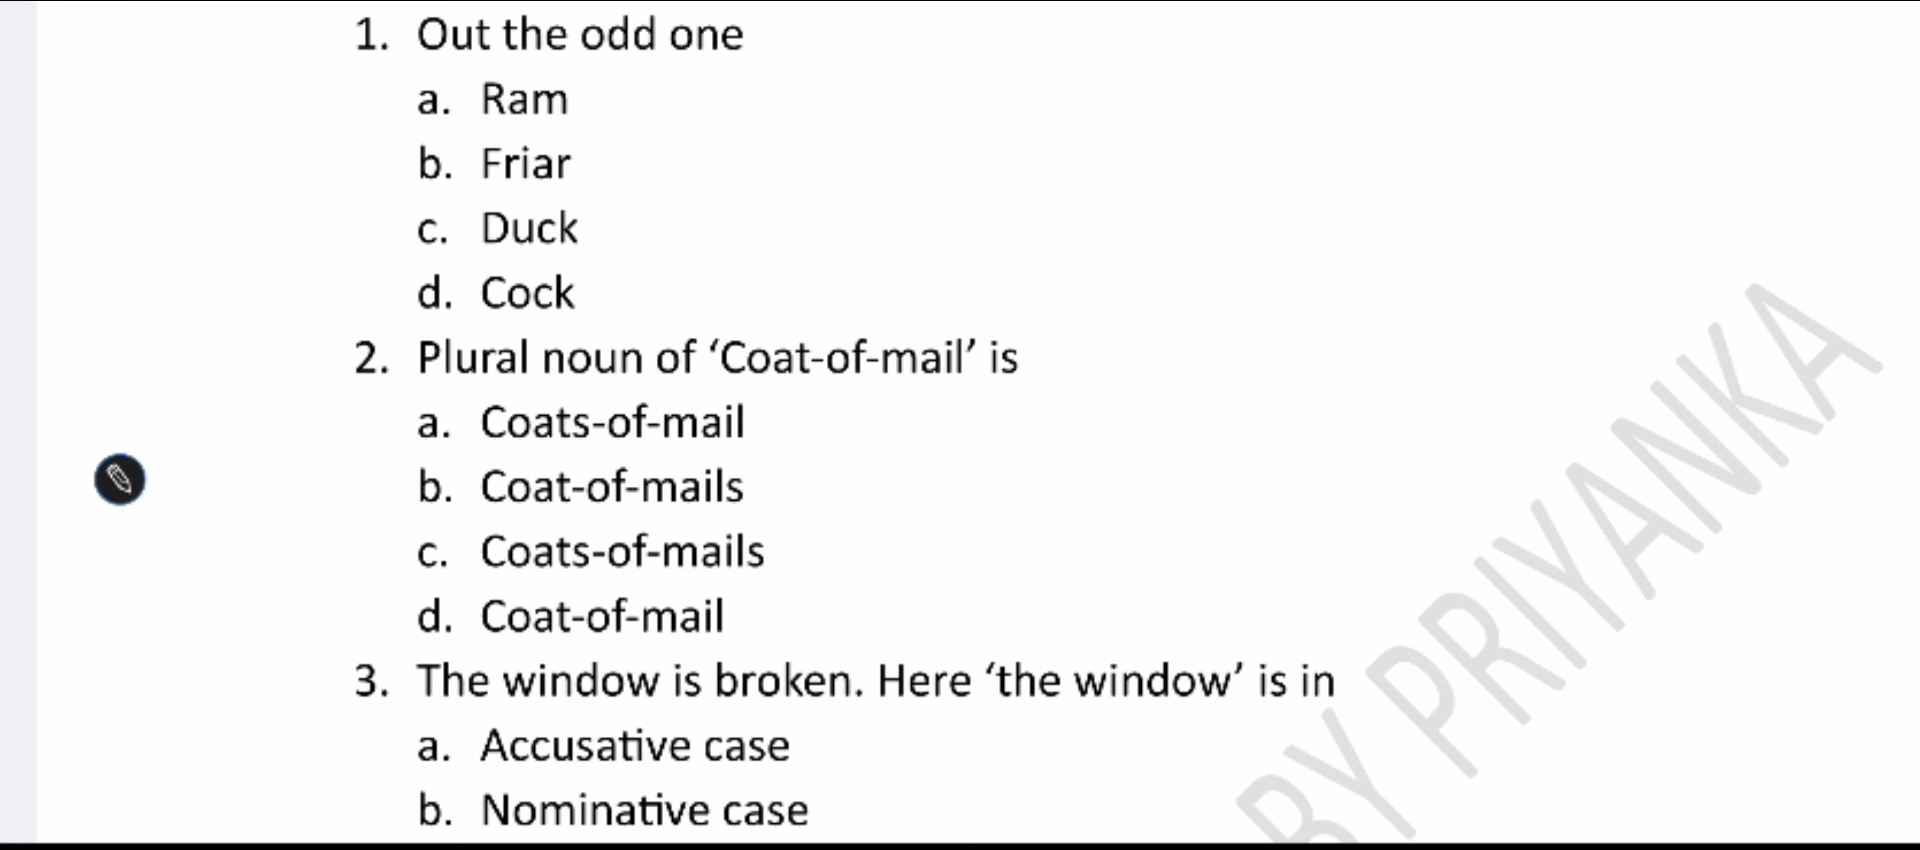 1. Out the odd one
a. Ram
b. Friar
c. Duck
d. Cock
2. Plural noun of ‘Coat-of-mail’ is
a. Coats-of-mail
b. Coat-of-mails
c. Coats-of-mails
d. Coat-of-mail
3. The window is broken. Here ‘the window’ is in
a. Accusative case
b. Nominative case
BY PRIYANKA